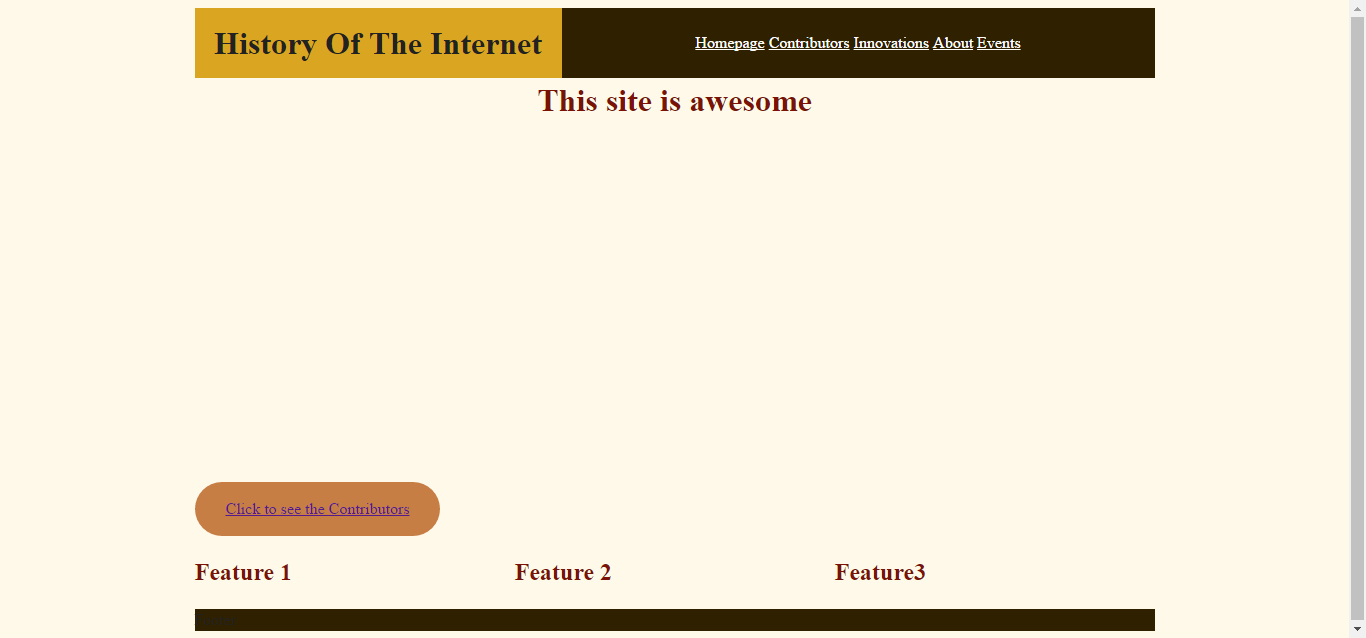 History Of The Internet
Homepage Contributors Innovations About Events
This site is awesome
Click to see the Contributors
Feature 1 Feature 2 Feature3